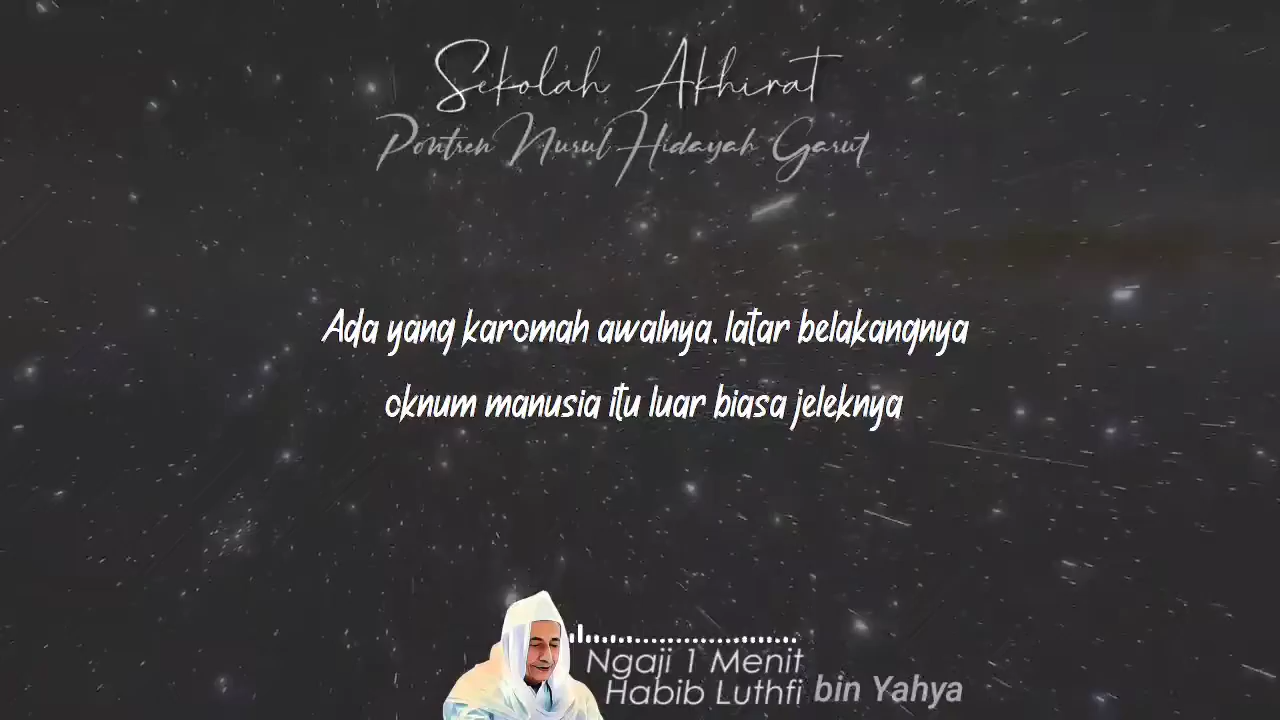 Sekolah Akhirat
Pontren Nurul Hidayah Garut
Ada yang karomah awalnya, latar belakangnya
oknum manusia itu luar biasa jeleknya
Ngaji 1 Menit
Habib Luthfi bin Yahya